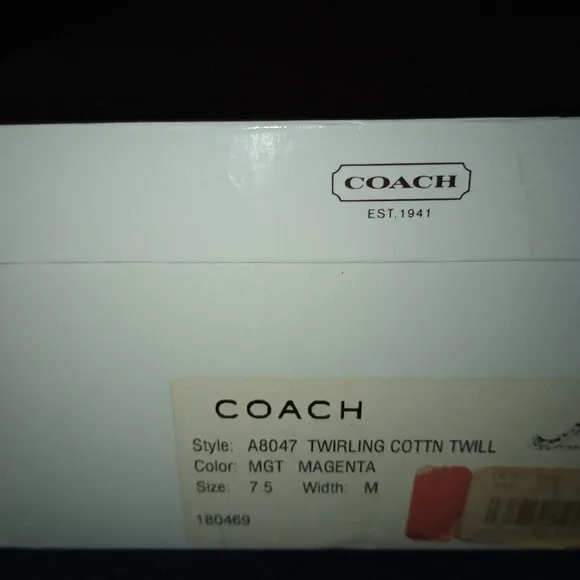 COACH
EST. 1941
COACH
Style: A8047 TWIRLING COTTN TWILL
Color: MGT MAGENTA
Size: 7.5 Width: M
180469